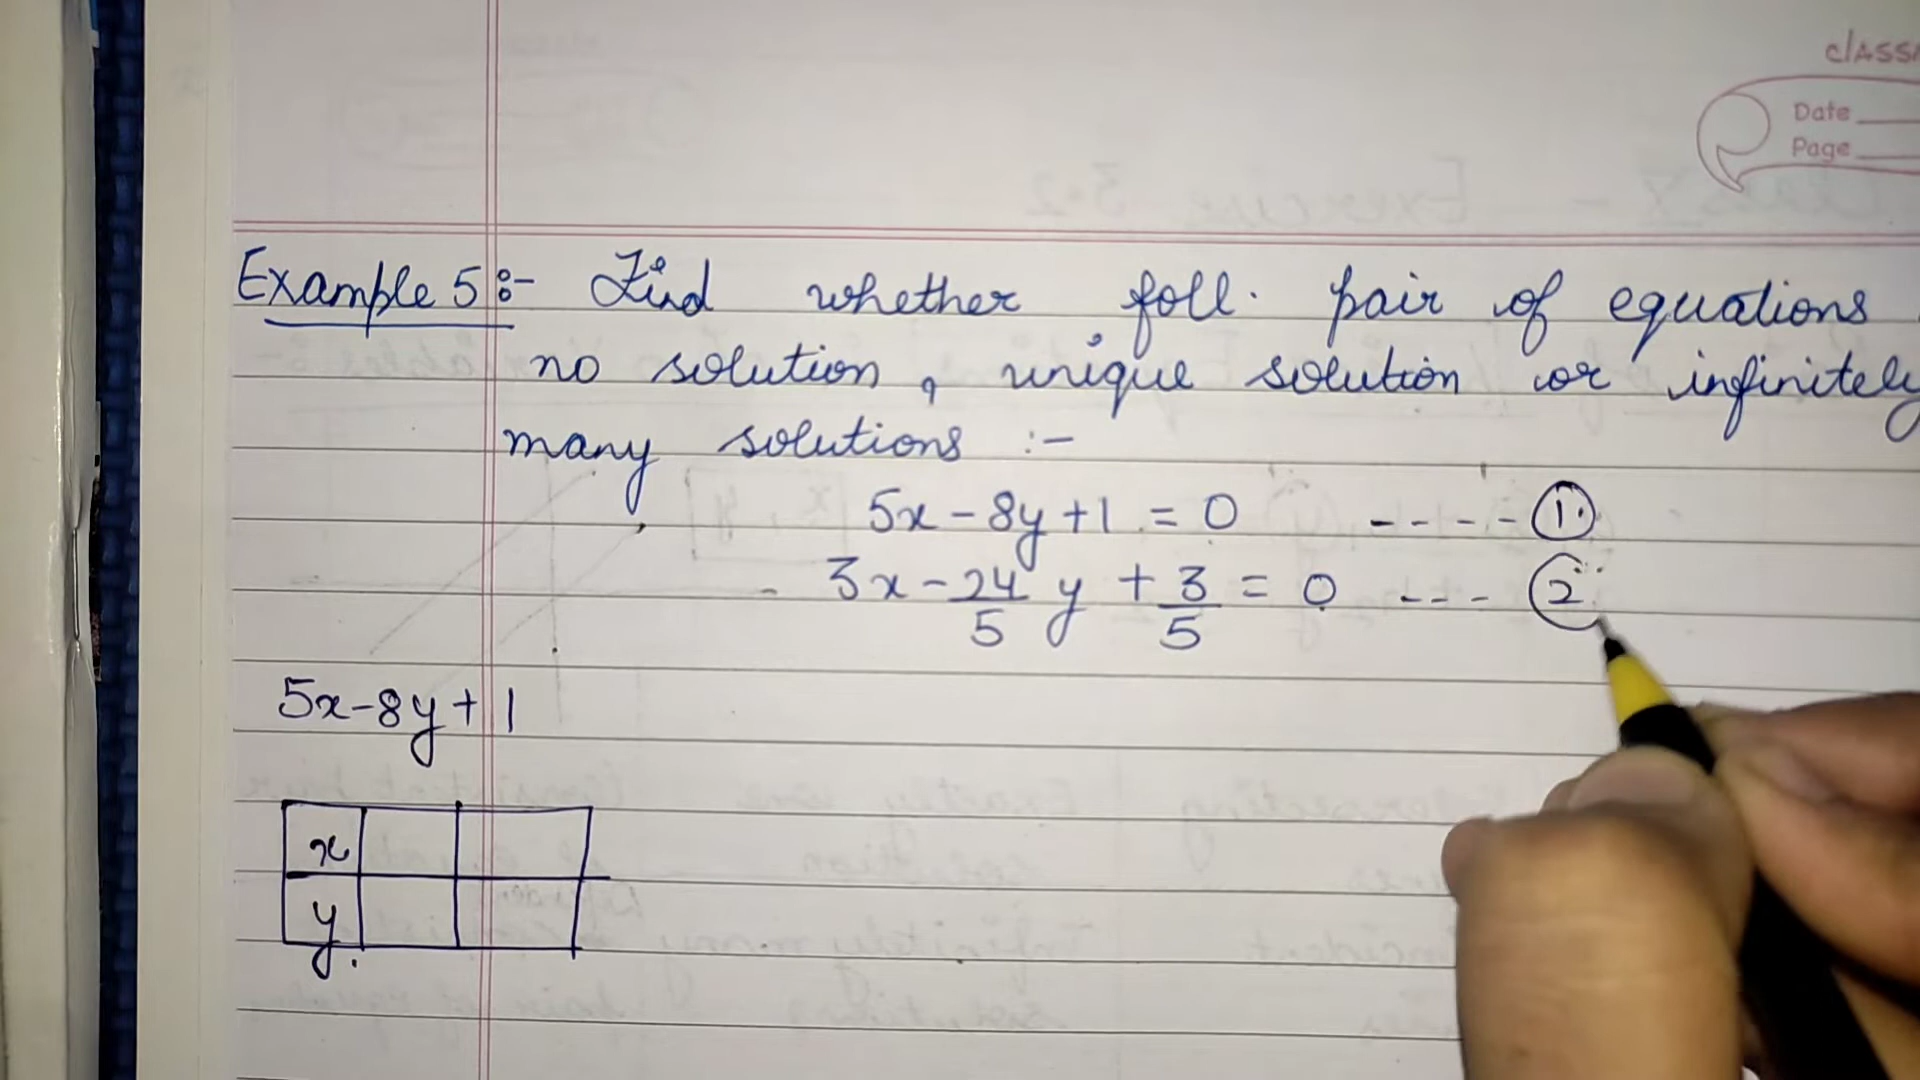 classm
Date
Page
Example 5:- Find whether foll. pair of equations
no solution, unique solution or infinitely
many solutions :-
5x - 8y + 1 = 0 ---- ①
3x - 24/5 y + 3/5 = 0 --- ②
5x - 8y + 1
x
y